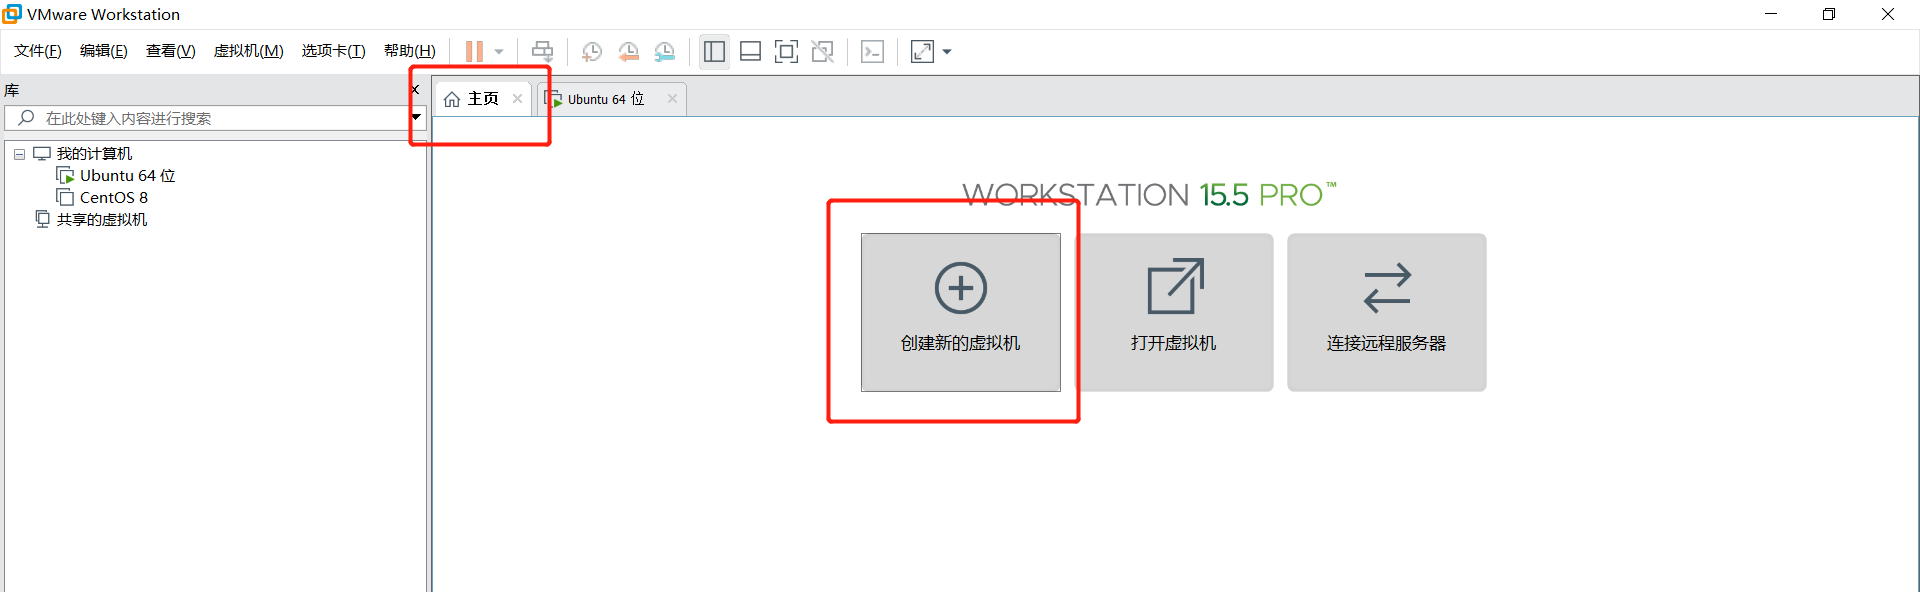 VMware Workstation
文件(F) 编辑(E) 查看(V) 虚拟机(M) 选项卡(T) 帮助(H)
库
在此处键入内容进行搜索
我的计算机
Ubuntu 64 位
CentOS 8
共享的虚拟机
主页 Ubuntu 64 位
WORKSTATION 15.5 PRO™
创建新的虚拟机 打开虚拟机 连接远程服务器